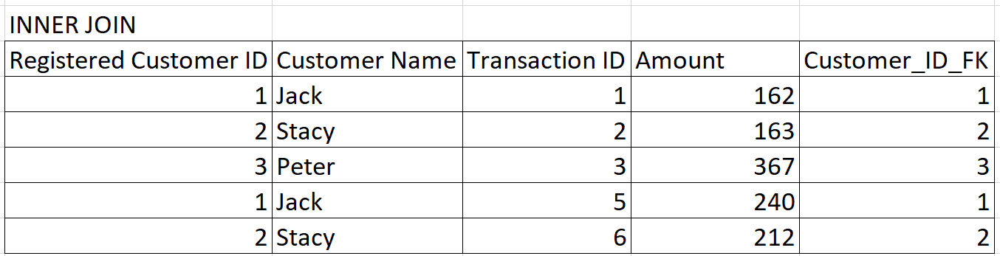 INNER JOIN
Registered Customer ID Customer Name Transaction ID Amount Customer_ID_FK
1 Jack 1 162 1
2 Stacy 2 163 2
3 Peter 3 367 3
1 Jack 5 240 1
2 Stacy 6 212 2